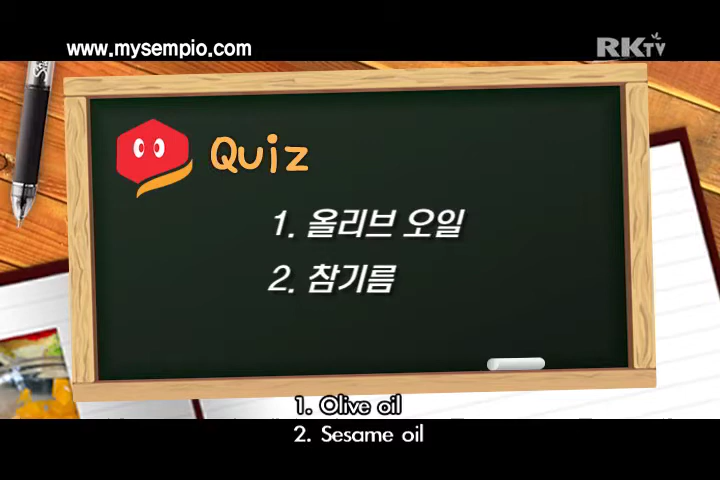 www.mysempio.com
RKTV
Quiz
1. 올리브 오일
2. 참기름
1. Olive oil
2. Sesame oil